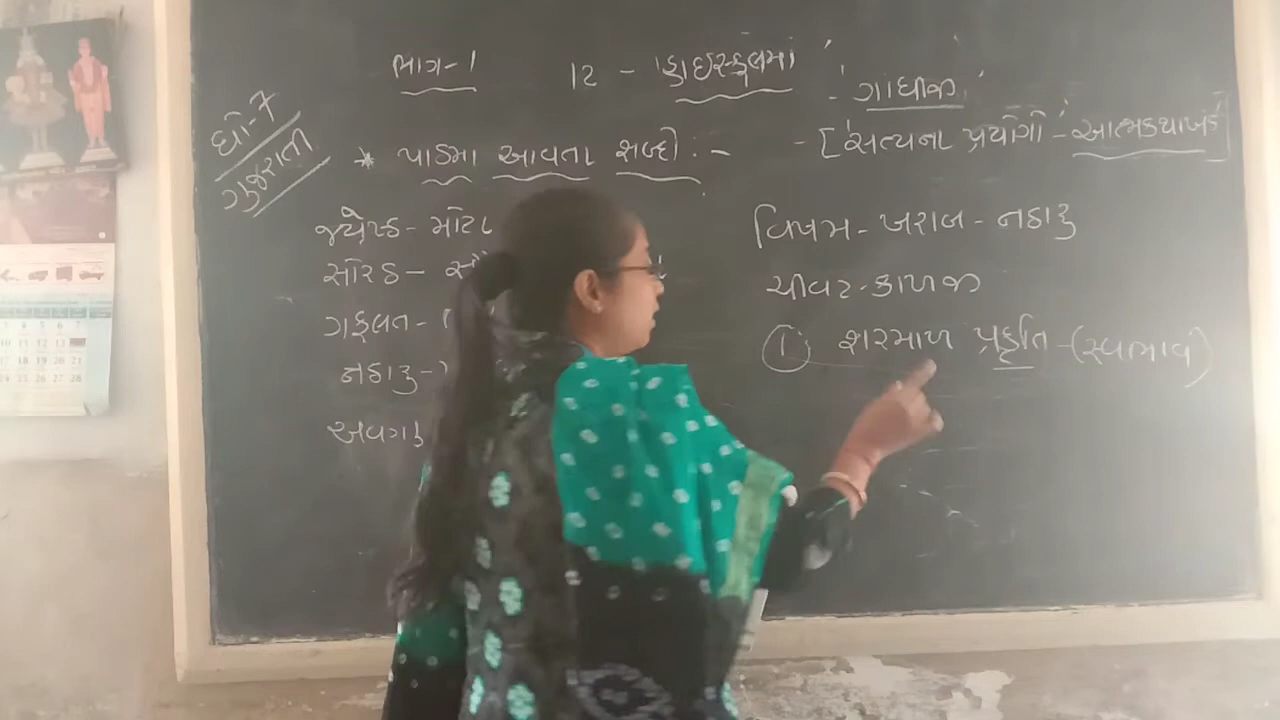 ભાગ-1 12 - 'હાઇસ્કૂલમાં'
- 'ગાંધીજી'
ધો-7
ગુજરાતી
* પાઠમાં આવતા શબ્દો :-
- ['સત્યના પ્રયોગો' - આત્મકથાખંડ]
જ્યેષ્ઠ - મોટા
સોરઠ -
ગફલત -
નઠારુ -
અવગ
વિષમ - ખરાબ - નઠારુ
ચીવટ - કાળજી
① શરમાળ પ્રકૃતિ - (સ્વભાવ)